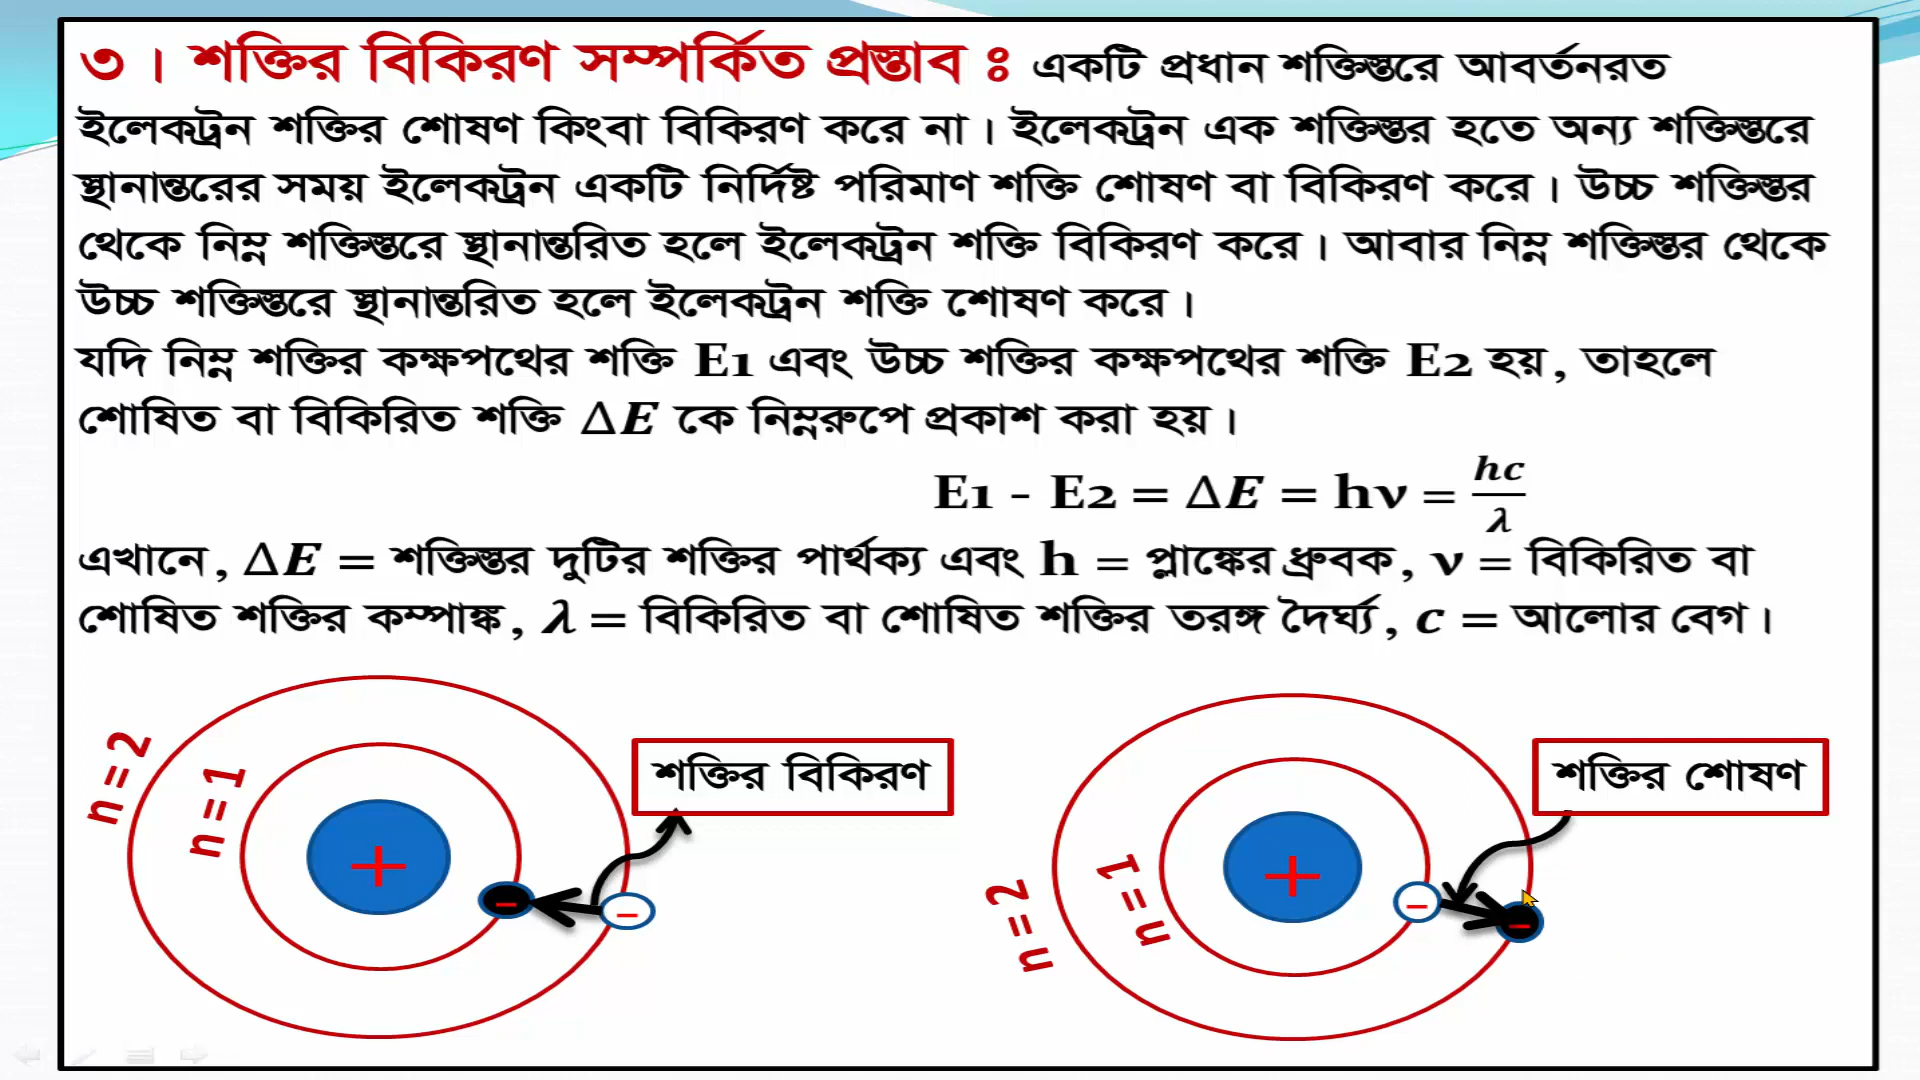 ৩। শক্তির বিকিরণ সম্পর্কিত প্রস্তাব ঃ একটি প্রধান শক্তিস্তরে আবর্তনরত
ইলেকট্রন শক্তির শোষণ কিংবা বিকিরণ করে না। ইলেকট্রন এক শক্তিস্তর হতে অন্য শক্তিস্তরে
স্থানান্তরের সময় ইলেকট্রন একটি নির্দিষ্ট পরিমাণ শক্তি শোষণ বা বিকিরণ করে। উচ্চ শক্তিস্তর
থেকে নিম্ন শক্তিস্তরে স্থানান্তরিত হলে ইলেকট্রন শক্তি বিকিরণ করে। আবার নিম্ন শক্তিস্তর থেকে
উচ্চ শক্তিস্তরে স্থানান্তরিত হলে ইলেকট্রন শক্তি শোষণ করে।
যদি নিম্ন শক্তির কক্ষপথের শক্তি E1 এবং উচ্চ শক্তির কক্ষপথের শক্তি E2 হয়, তাহলে
শোষিত বা বিকিরিত শক্তি ΔE কে নিম্নরুপে প্রকাশ করা হয়।
E1 - E2 = ΔE = hν = hc/λ
এখানে, ΔE = শক্তিস্তর দুটির শক্তির পার্থক্য এবং h = প্লাঙ্কের ধ্রুবক, ν = বিকিরিত বা
শোষিত শক্তির কম্পাঙ্ক, λ = বিকিরিত বা শোষিত শক্তির তরঙ্গ দৈর্ঘ্য, c = আলোর বেগ।
n = 2
n = 1
+
-
-
শক্তির বিকিরণ
n = 2
n = 1
+
-
-
শক্তির শোষণ